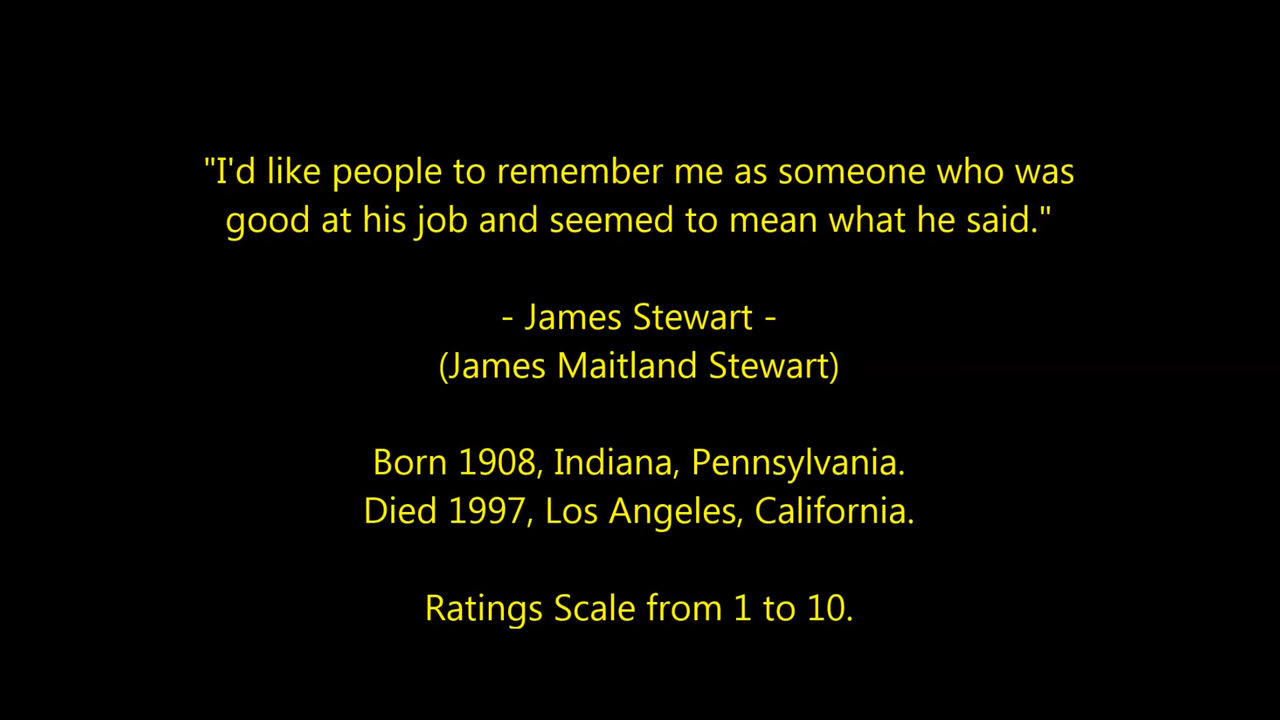 "I'd like people to remember me as someone who was
good at his job and seemed to mean what he said."
- James Stewart -
(James Maitland Stewart)
Born 1908, Indiana, Pennsylvania.
Died 1997, Los Angeles, California.
Ratings Scale from 1 to 10.